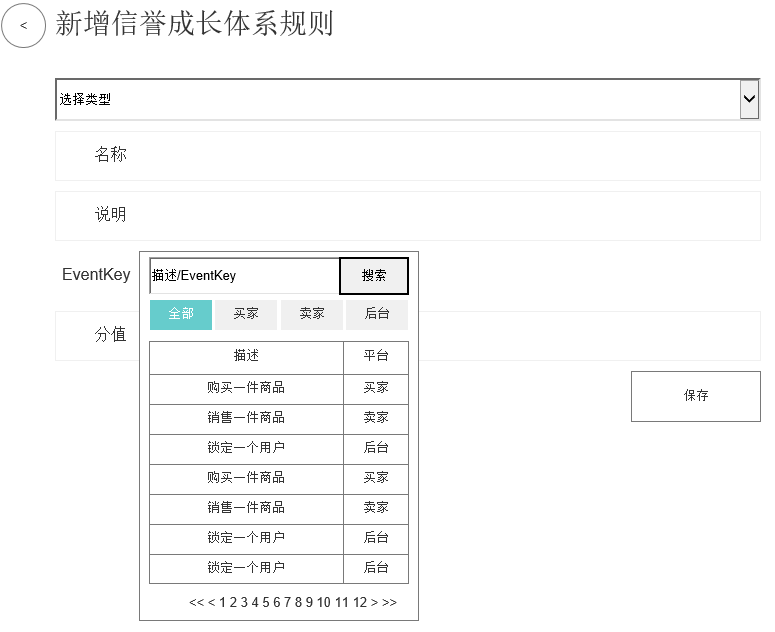 < 新增信誉成长体系规则
选择类型
名称
说明
EventKey
描述/EventKey 搜索
全部 买家 卖家 后台
分值
描述 平台
购买一件商品 买家
销售一件商品 卖家
锁定一个用户 后台
购买一件商品 买家
销售一件商品 卖家
锁定一个用户 后台
锁定一个用户 后台
<< < 1 2 3 4 5 6 7 8 9 10 11 12 > >>
保存